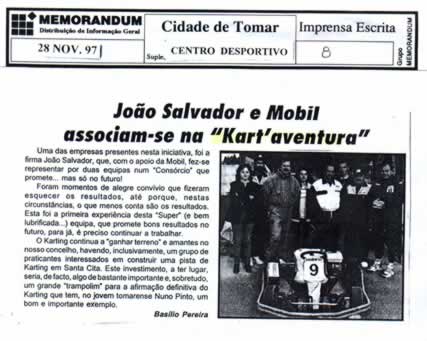 MEMORANDUM
Distribuição de Informação Geral
28 NOV. 97
Cidade de Tomar
Suple, CENTRO DESPORTIVO
Imprensa Escrita
8
Grupo MEMORANDUM
João Salvador e Mobil
associam-se na "Kart'aventura"
Uma das empresas presentes nesta iniciativa, foi a
firma João Salvador, que, com o apoio da Mobil, fez-se
representar por duas equipas num "Consórcio" que
promete... mas só no futuro!
Foram momentos de alegre convívio que fizeram
esquecer os resultados, até porque, nestas
circunstâncias, o que menos conta são os resultados.
Esta foi a primeira experiência desta "Super" (e bem
lubrificada...) equipa, que promete bons resultados no
futuro, para já, é preciso continuar a trabalhar.
O Karting continua a "ganhar terreno" e amantes no
nosso concelho, havendo, inclusivamente, um grupo de
praticantes interessados em construir uma pista de
Karting em Santa Cita. Este investimento, a ter lugar,
seria, de facto, algo de bastante importante e, sobretudo,
um grande "trampolim" para a afirmação definitiva do
Karting que tem, no jovem tomarense Nuno Pinto, um
bom e importante exemplo.
Basílio Pereira
9